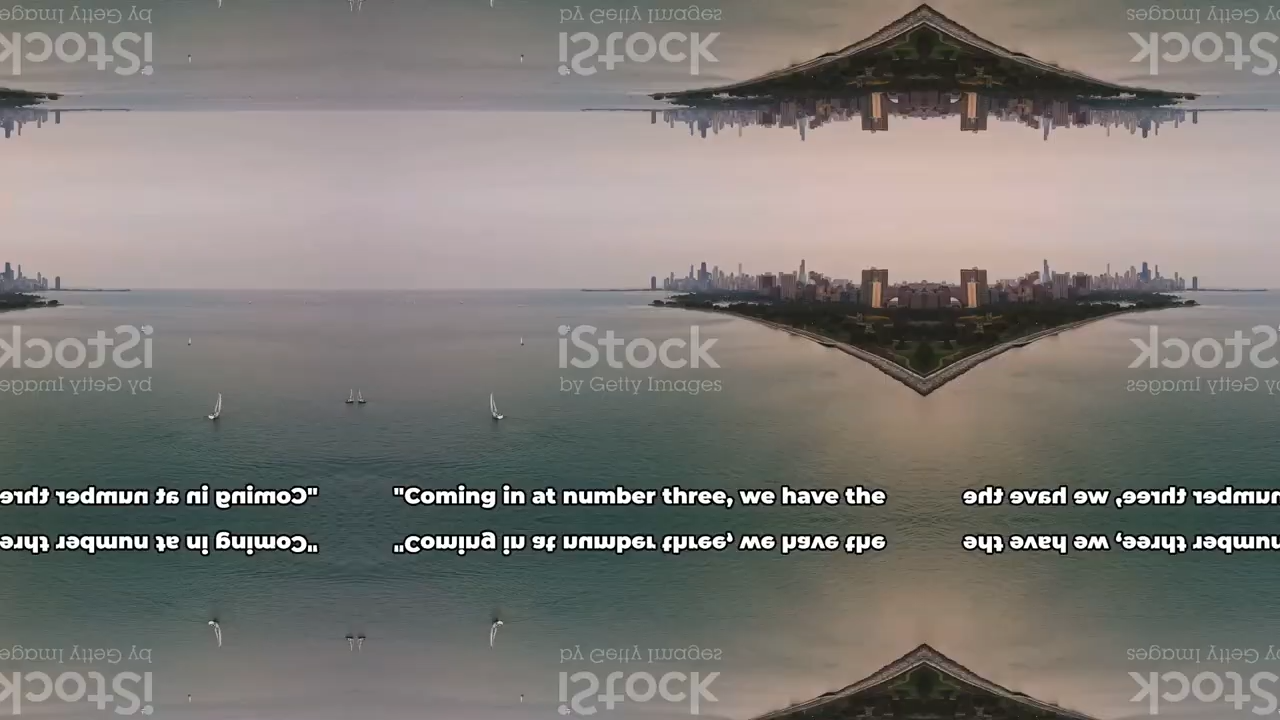 iStock
by Getty Images
"Coming in at number three, we have the